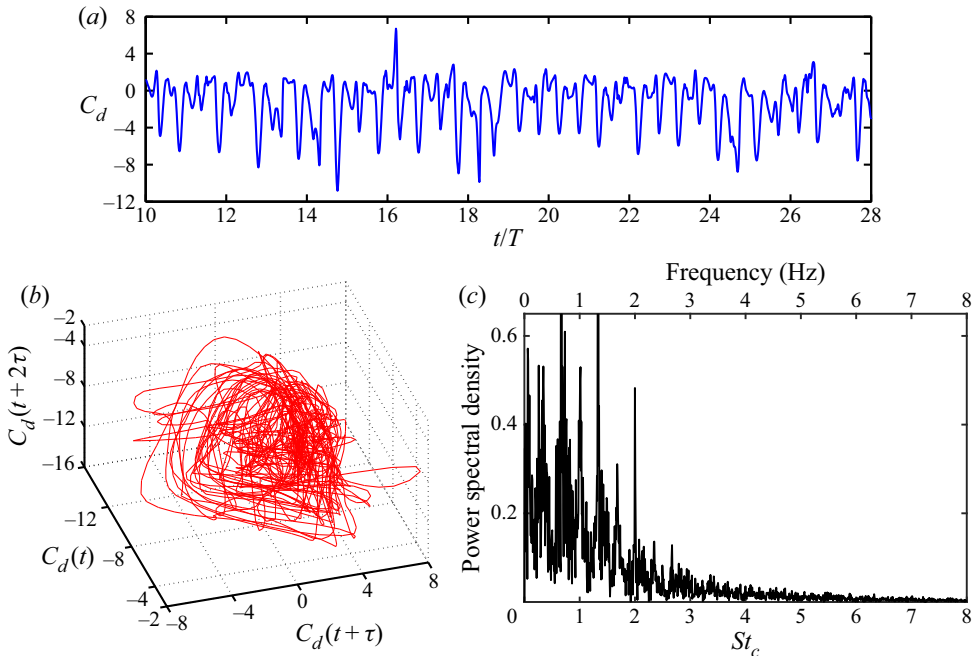 (a)
8
4
0
C_d
–4
–8
–12
10 12 14 16 18 20 22 24 26 28
t/T
(b)
–2
–4
–8
–12
–16
C_d(t + 2τ)
–12
–8
–4
–2
C_d(t)
–8 –4 0 4 8
C_d(t + τ)
(c)
Frequency (Hz)
0 1 2 3 4 5 6 7 8
0.6
0.4
0.2
Power spectral density
0 1 2 3 4 5 6 7 8
St_c